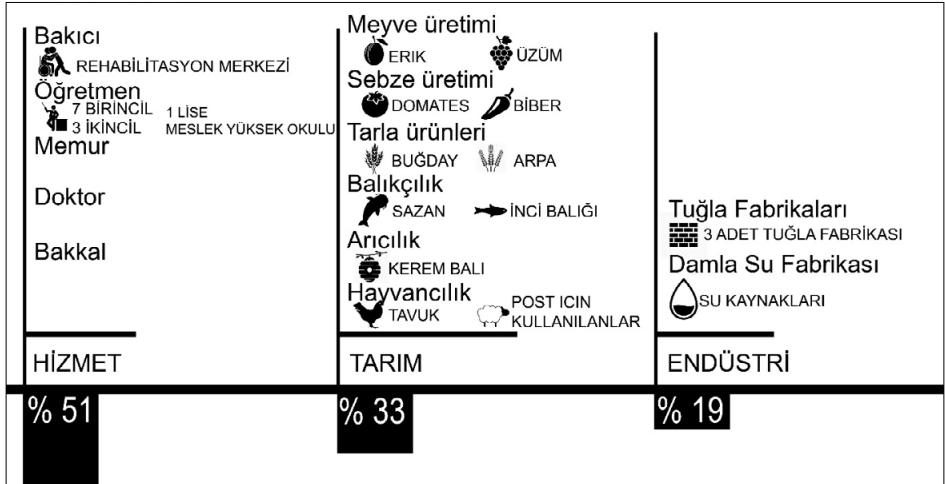 Bakıcı
REHABİLİTASYON MERKEZİ
Öğretmen
7 BİRİNCİL 1 LİSE
3 İKİNCİL MESLEK YÜKSEK OKULU
Memur
Doktor
Bakkal
HİZMET
% 51
Meyve üretimi
ERIK ÜZÜM
Sebze üretimi
DOMATES BİBER
Tarla ürünleri
BUĞDAY ARPA
Balıkçılık
SAZAN İNCİ BALIĞI
Arıcılık
KEREM BALI
Hayvancılık
TAVUK POST ICIN
KULLANILANLAR
TARIM
% 33
Tuğla Fabrikaları
3 ADET TUĞLA FABRİKASI
Damla Su Fabrikası
SU KAYNAKLARI
ENDÜSTRİ
% 19